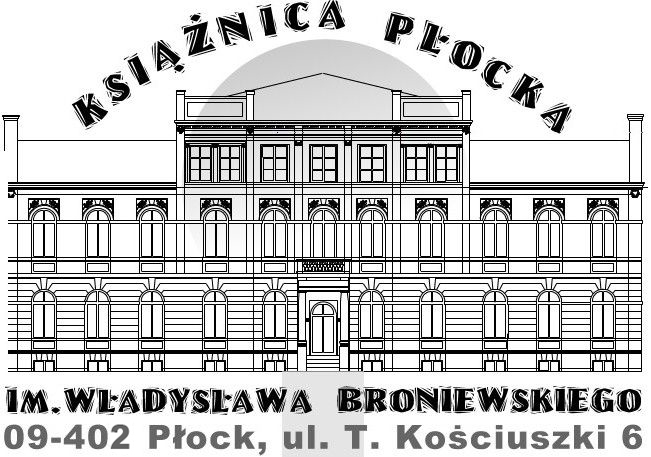 KSIĄŻNICA PŁOCKA
IM. WŁADYSŁAWA BRONIEWSKIEGO
09-402 Płock, ul. T. Kościuszki 6